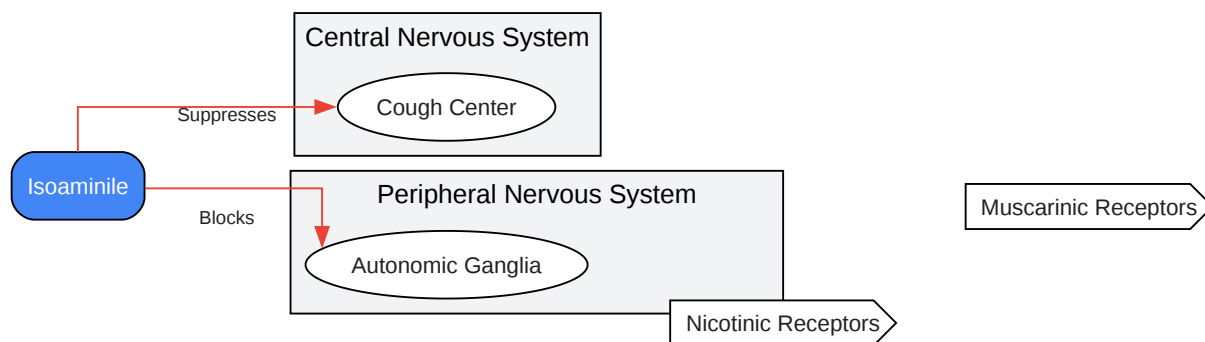 Central Nervous System
Cough Center
Suppresses
Isoaminile
Peripheral Nervous System
Muscarinic Receptors
Blocks
Autonomic Ganglia
Nicotinic Receptors